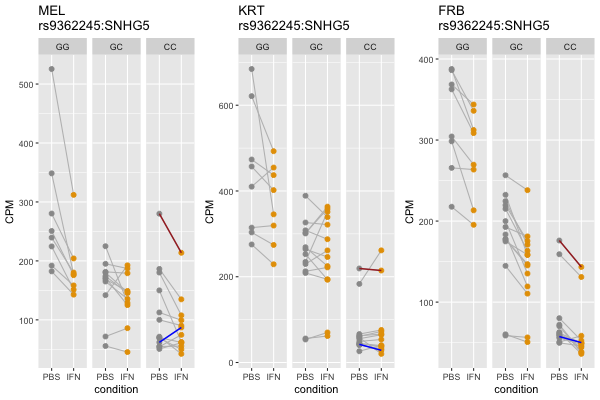 MEL
rs9362245:SNHG5
GG GC CC
500
400
300
200
100
CPM
PBS IFN PBS IFN PBS IFN
condition
KRT
rs9362245:SNHG5
GG GC CC
600
400
200
0
CPM
PBS IFN PBS IFN PBS IFN
condition
FRB
rs9362245:SNHG5
GG GC CC
400
300
200
100
CPM
PBS IFN PBS IFN PBS IFN
condition